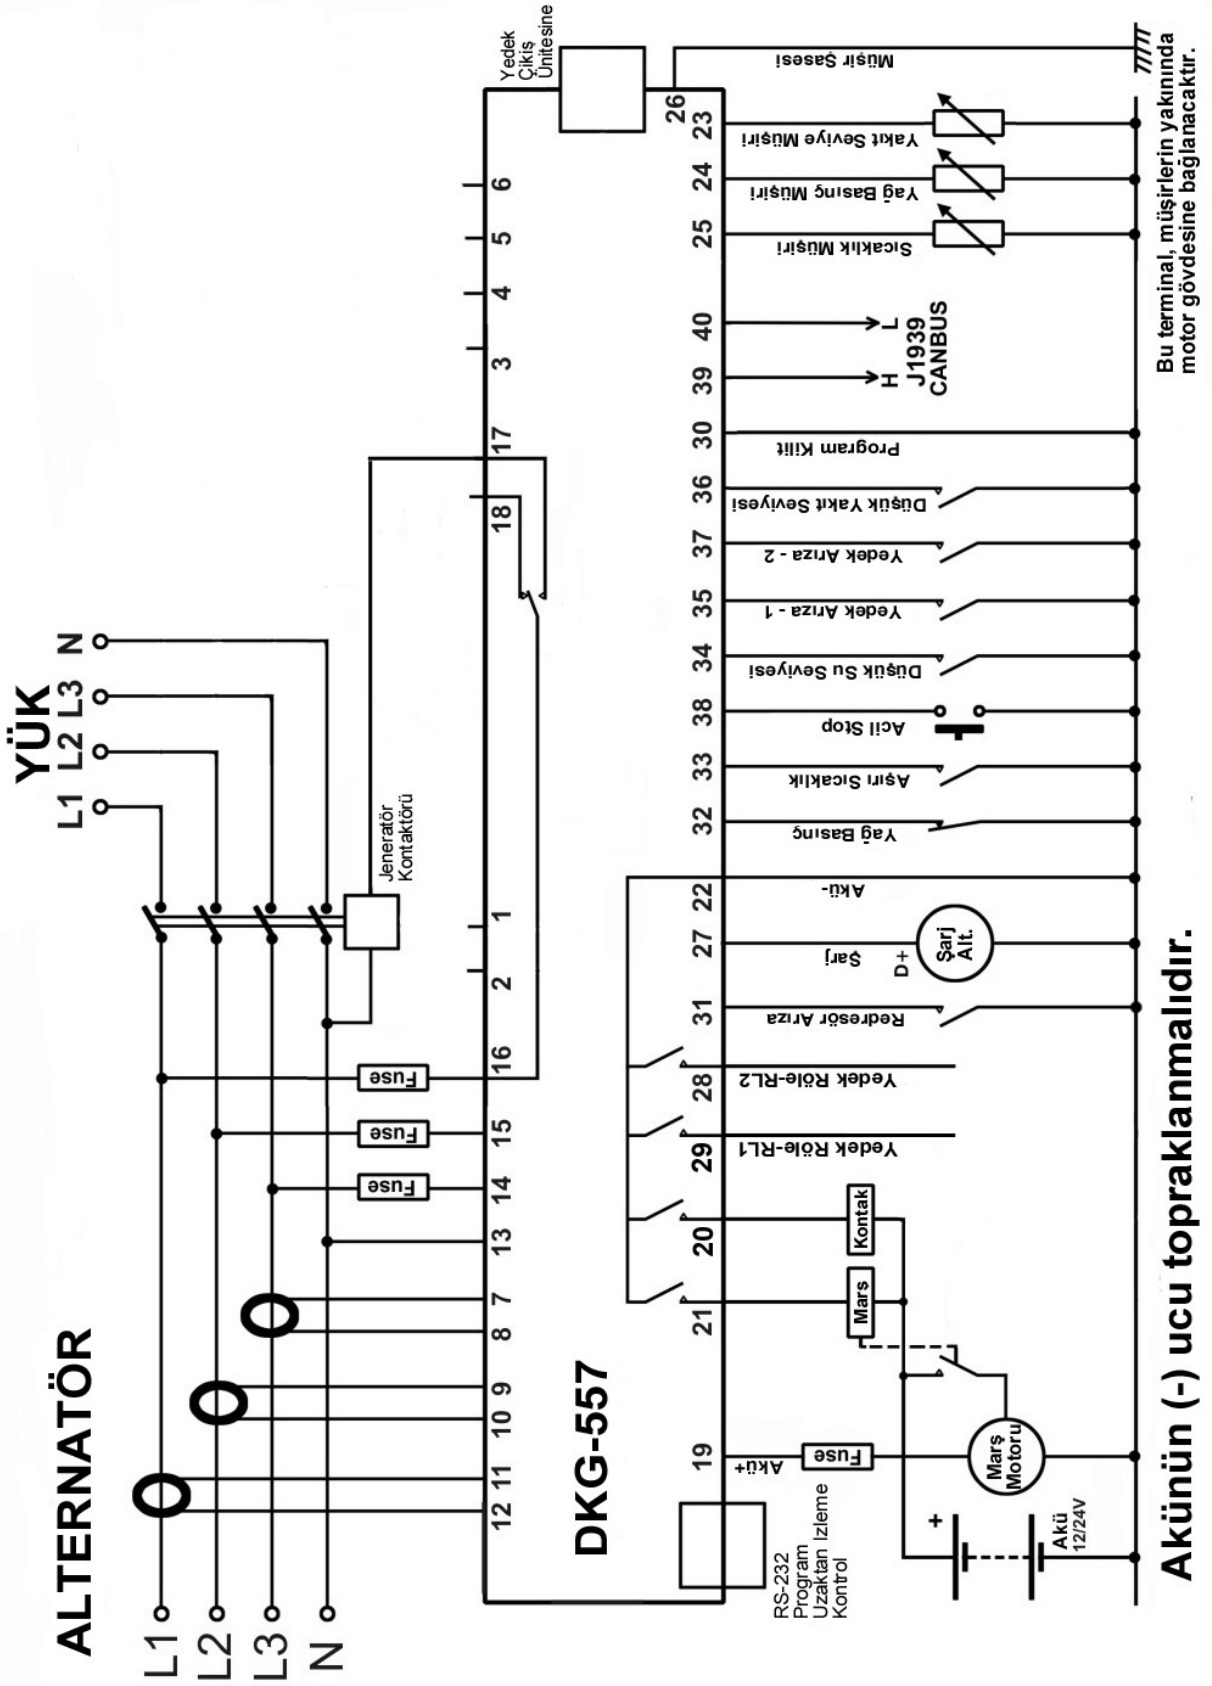 ALTERNATÖR
YÜK
L1
L2
L3
N
L1
L2
L3
N
Jeneratör
Kontaktörü
Fuse
Fuse
Fuse
12
11
10
9
8
7
13
14
15
16
2
1
18
17
3
4
5
6
Yedek
Çikiş
Ünitesine
DKG-557
RS-232
Program
Uzaktan Izleme
Kontrol
19
21
20
29
28
31
27
22
32
33
38
34
35
37
36
30
39
40
25
24
23
26
Akü+
Fuse
Marş
Kontak
Yedek Röle-RL1
Yedek Röle-RL2
Redresör Arıza
Şarj
Akü-
Yağ Basınç
Aşırı Sıcaklık
Acil Stop
Düşük Su Seviyesi
Yedek Arıza - 1
Yedek Arıza - 2
Düşük Yakıt Seviyesi
Program Kilit
H
L
J1939
CANBUS
Sıcaklık Müşiri
Yağ Basınç Müşiri
Yakıt Seviye Müşiri
Müşir Şasesi
D+
Şarj
Alt.
Marş
Motoru
+
Akü
12/24V
Akünün (-) ucu topraklanmalıdır.
Bu terminal, müşirlerin yakınında
motor gövdesine bağlanacaktır.